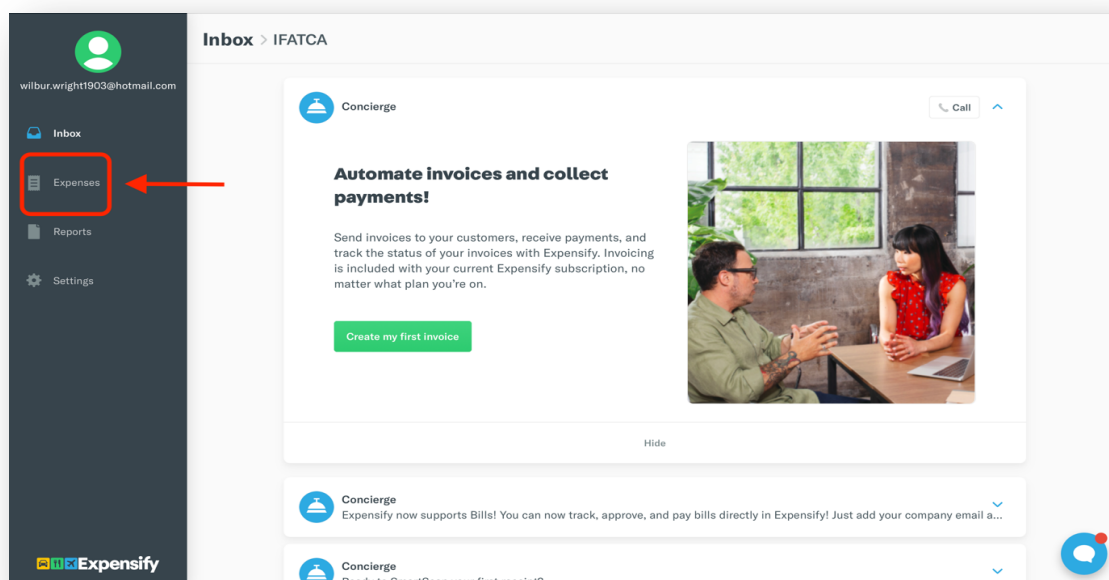 Inbox > IFATCA
wilbur.wright1903@hotmail.com
Inbox
Expenses
Reports
Settings
Expensify
Concierge
Call
Automate invoices and collect
payments!
Send invoices to your customers, receive payments, and
track the status of your invoices with Expensify. Invoicing
is included with your current Expensify subscription, no
matter what plan you're on.
Create my first invoice
Hide
Concierge
Expensify now supports Bills! You can now track, approve, and pay bills directly in Expensify! Just add your company email a...
Concierge